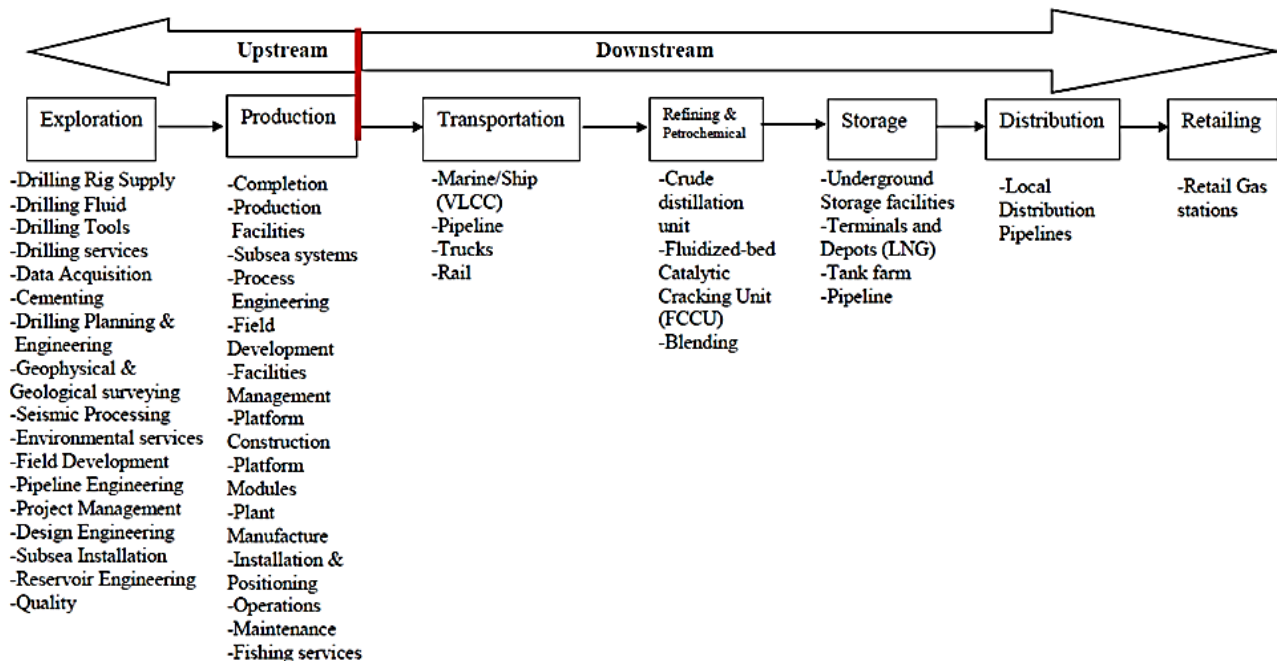 Upstream
Downstream
Exploration
Production
Transportation
Refining &
Petrochemical
Storage
Distribution
Retailing
-Drilling Rig Supply
-Drilling Fluid
-Drilling Tools
-Drilling services
-Data Acquisition
-Cementing
-Drilling Planning &
Engineering
-Geophysical &
Geological surveying
-Seismic Processing
-Environmental services
-Field Development
-Pipeline Engineering
-Project Management
-Design Engineering
-Subsea Installation
-Reservoir Engineering
-Quality
-Completion
-Production
Facilities
-Subsea systems
-Process
Engineering
-Field
Development
-Facilities
Management
-Platform
Construction
-Platform
Modules
-Plant
Manufacture
-Installation &
Positioning
-Operations
-Maintenance
-Fishing services
-Marine/Ship
(VLCC)
-Pipeline
-Trucks
-Rail
-Crude
distillation
unit
-Fluidized-bed
Catalytic
Cracking Unit
(FCCU)
-Blending
-Underground
Storage facilities
-Terminals and
Depots (LNG)
-Tank farm
-Pipeline
-Local
Distribution
Pipelines
-Retail Gas
stations